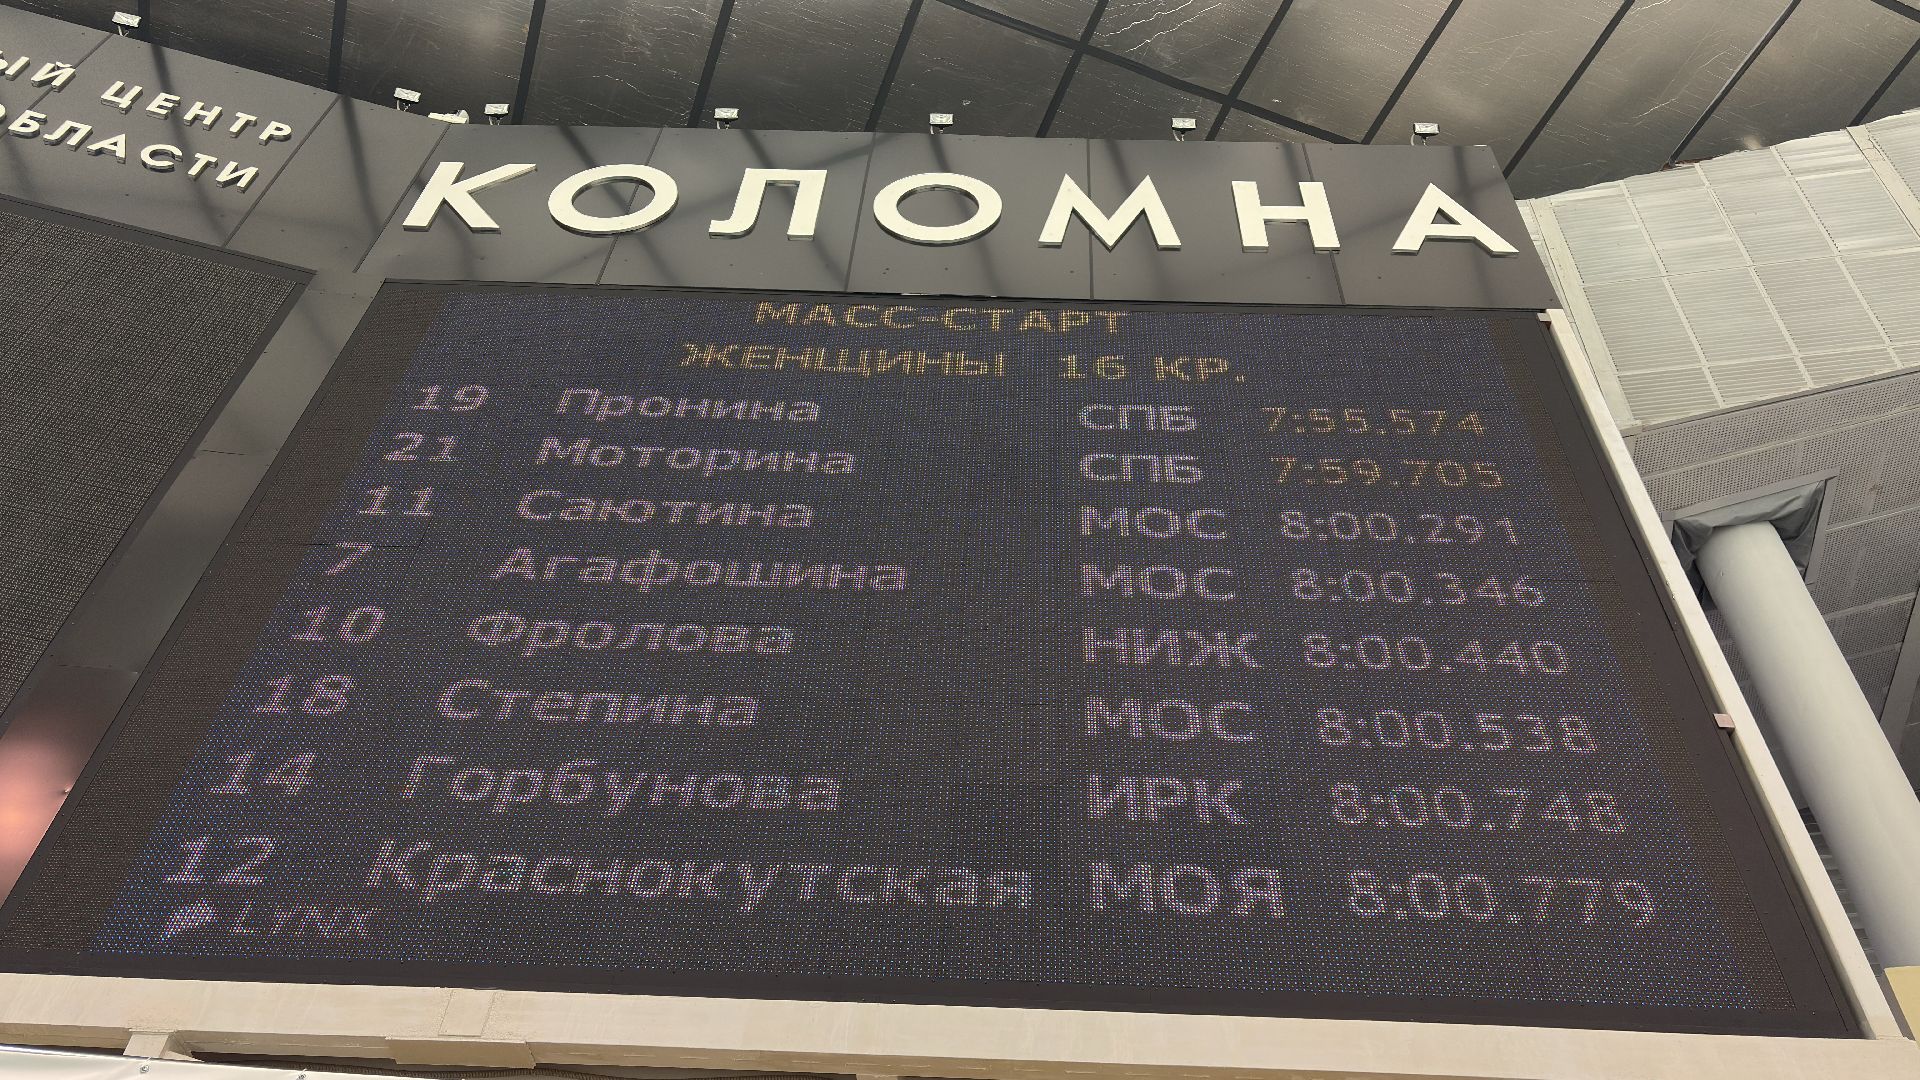 ЫЙ ЦЕНТР
ОБЛАСТИ
КОЛОМНА
МАСС-СТАРТ
ЖЕНЩИНЫ 16 КР.
19 Пронина СПБ 7:55.574
21 Моторина СПБ 7:59.705
11 Саютина МОС 8:00.291
7 Агафошина МОС 8:00.346
10 Фролова НИЖ 8:00.440
18 Степина МОС 8:00.538
14 Горбунова ИРК 8:00.748
12 Краснокутская МОЯ 8:00.779
LYNX